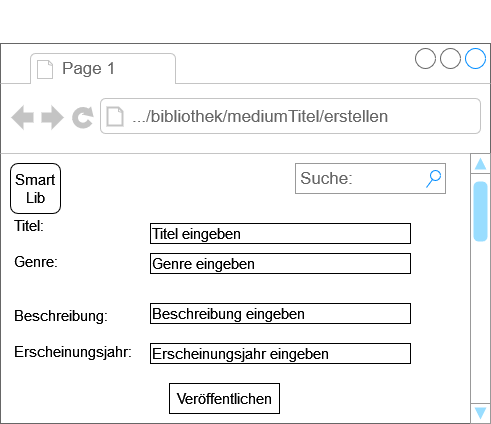 Page 1
.../bibliothek/mediumTitel/erstellen
Smart
Lib
Suche:
Titel:
Titel eingeben
Genre:
Genre eingeben
Beschreibung:
Beschreibung eingeben
Erscheinungsjahr:
Erscheinungsjahr eingeben
Veröffentlichen